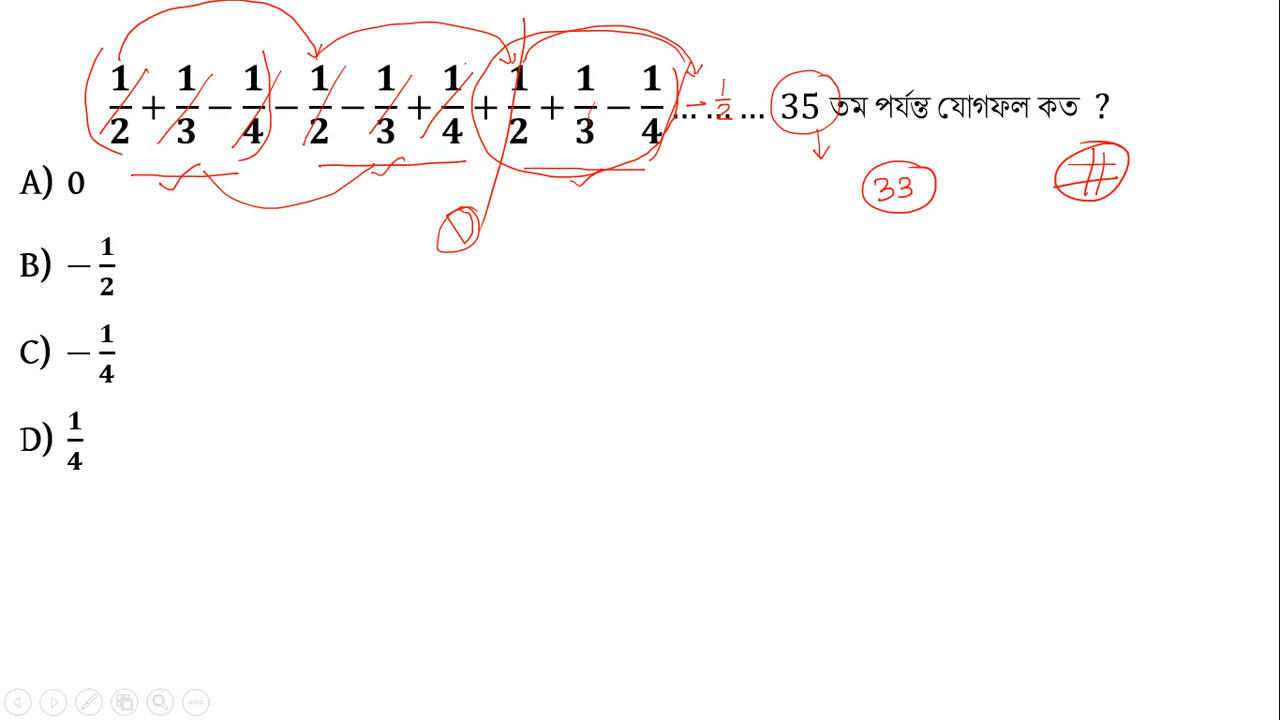 1/2 + 1/3 − 1/4 − 1/2 − 1/3 + 1/4 + 1/2 + 1/3 − 1/4 ... ... ... 35 তম পর্যন্ত যোগফল কত ?
− 1/2
33
A) 0
B) − 1/2
C) − 1/4
D) 1/4